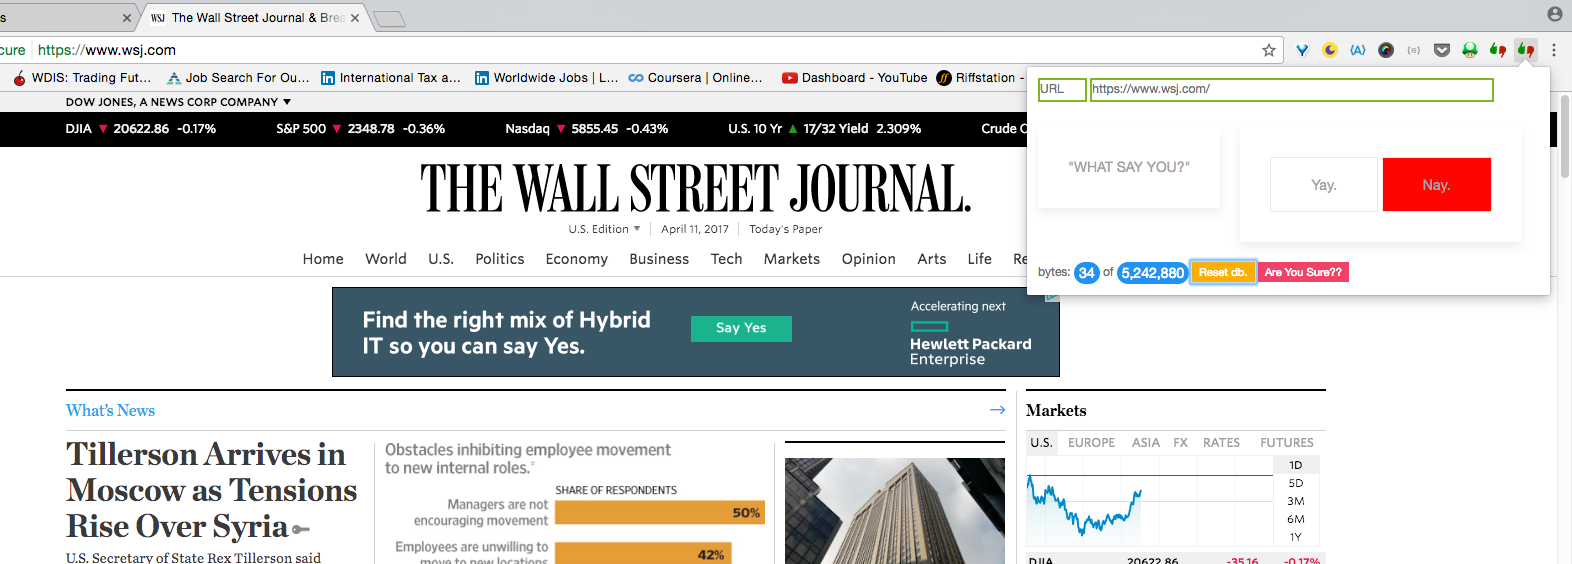 s
WSJ The Wall Street Journal & Brea
cure https://www.wsj.com
WDIS: Trading Fut...
Job Search For Ou...
International Tax a...
Worldwide Jobs | L...
Coursera | Online...
Dashboard - YouTube
Riffstation -
DOW JONES, A NEWS CORP COMPANY ▼
DJIA ▼ 20622.86 -0.17%
S&P 500 ▼ 2348.78 -0.36%
Nasdaq ▼ 5855.45 -0.43%
U.S. 10 Yr ▲ 17/32 Yield 2.309%
Crude O
URL https://www.wsj.com/
"WHAT SAY YOU?"
Yay.
Nay.
bytes: 34 of 5,242,880 Reset db. Are You Sure??
THE WALL STREET JOURNAL.
U.S. Edition ▼ | April 11, 2017 | Today's Paper
Home World U.S. Politics Economy Business Tech Markets Opinion Arts Life Re
Find the right mix of Hybrid
IT so you can say Yes.
Say Yes
Accelerating next
Hewlett Packard
Enterprise
What's News →
Tillerson Arrives in
Moscow as Tensions
Rise Over Syria
U.S. Secretary of State Rex Tillerson said
Obstacles inhibiting employee movement
to new internal roles.*
SHARE OF RESPONDENTS
Managers are not
encouraging movement
50%
Employees are unwilling to
move to new locations
42%
Markets
U.S. EUROPE ASIA FX RATES FUTURES
1D
5D
3M
6M
1Y
DJIA 20622.86 -35.16 -0.17%